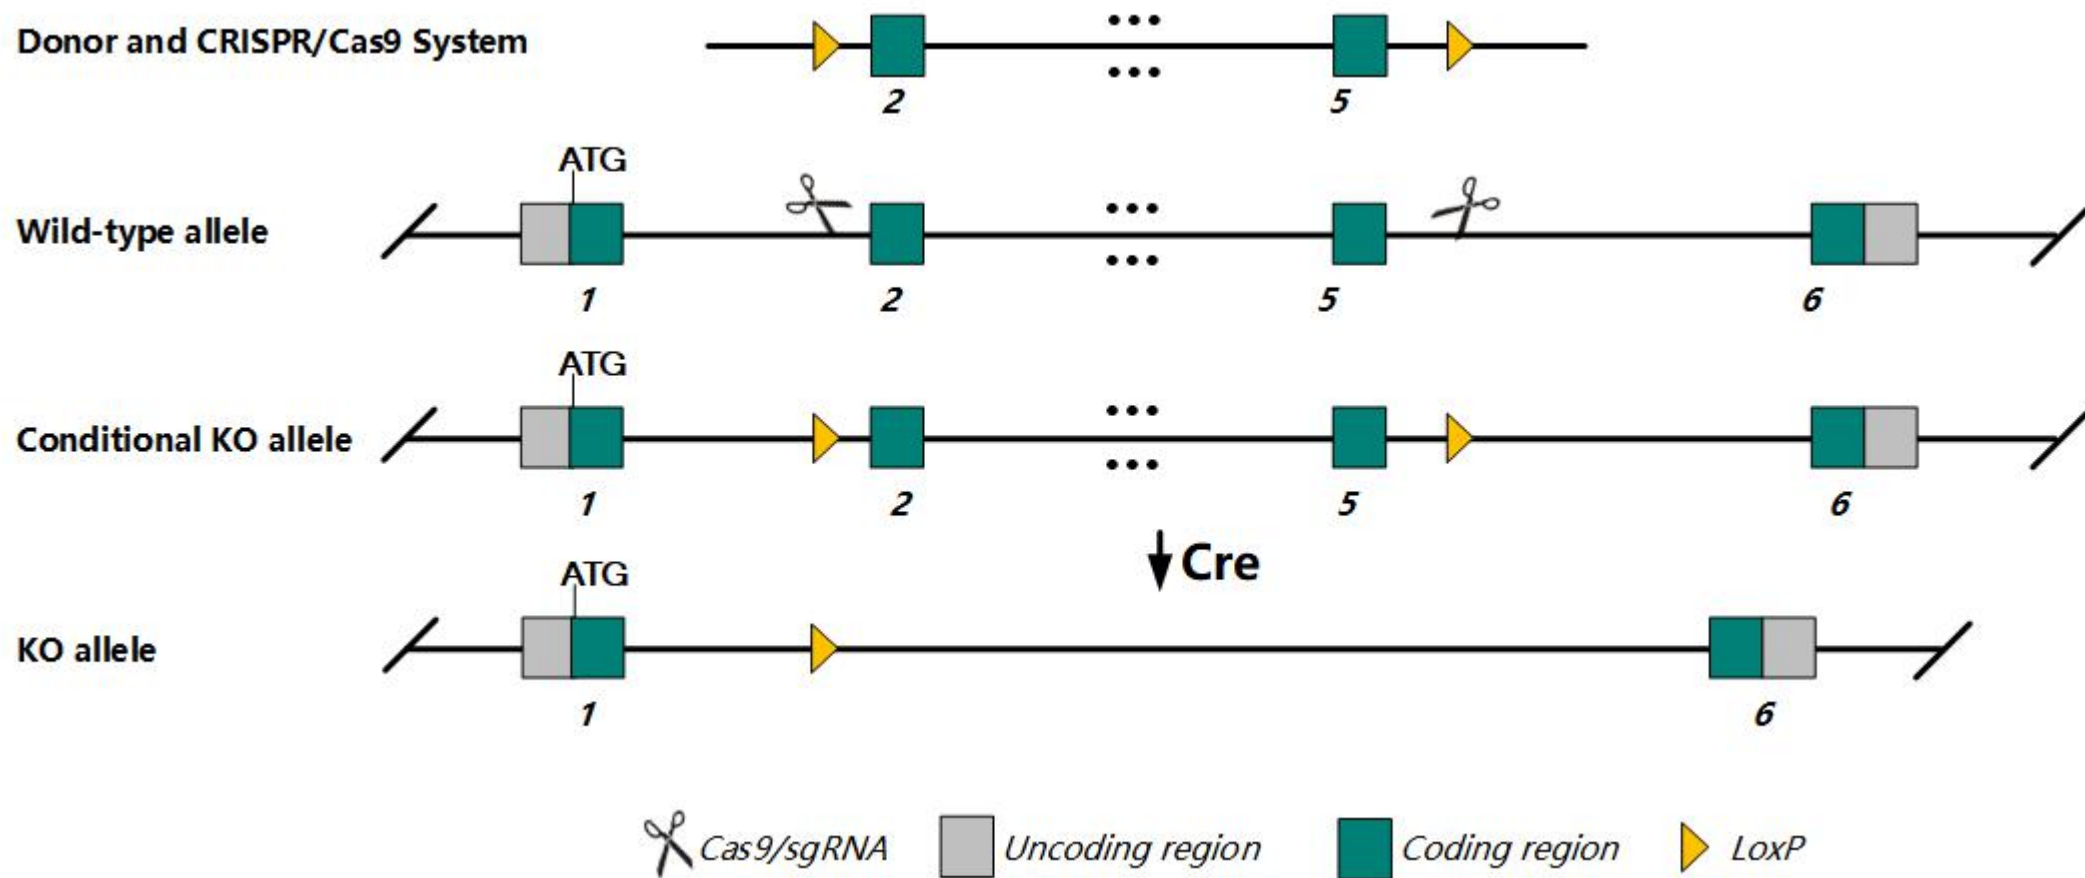 Donor and CRISPR/Cas9 System
2 5
ATG
Wild-type allele
1 2 5 6
ATG
Conditional KO allele
1 2 5 6
Cre
ATG
KO allele
1 6
Cas9/sgRNA Uncoding region Coding region LoxP